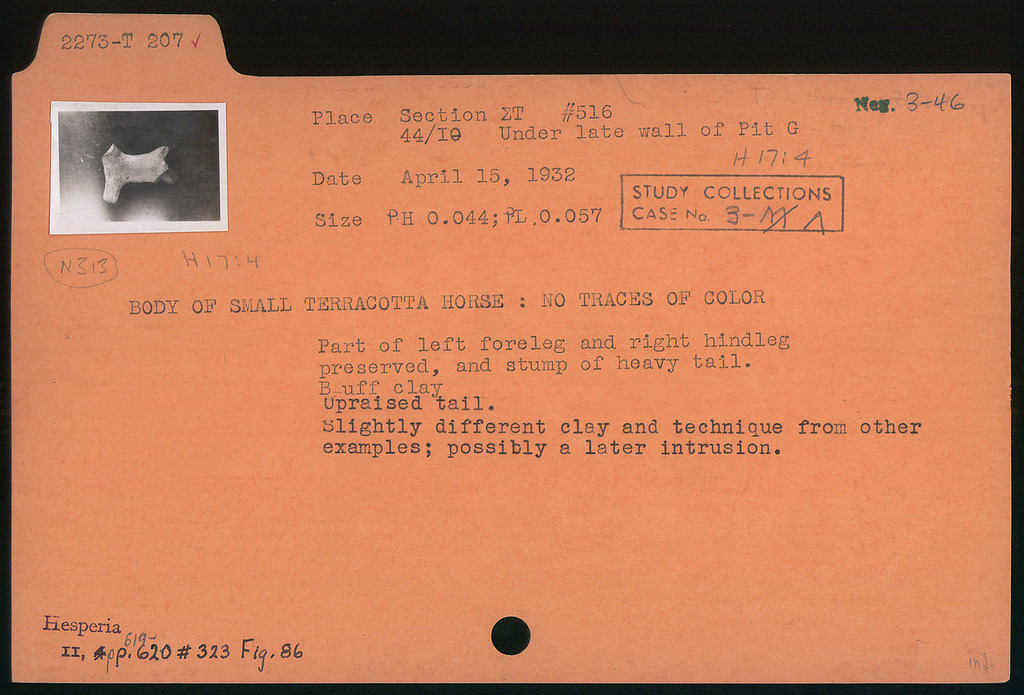 2273-T 207 ✓
Neg. 3-46
Place Section ΣT #516
44/ΙΘ Under late wall of Pit G
H 17:4
Date April 15, 1932
STUDY COLLECTIONS
CASE No. 3- A
Size PH 0.044; PL.0.057
N313 H 17:4
BODY OF SMALL TERRACOTTA HORSE : NO TRACES OF COLOR
Part of left foreleg and right hindleg
preserved, and stump of heavy tail.
Buff clay
Upraised tail.
Slightly different clay and technique from other
examples; possibly a later intrusion.
Hesperia
II, pp. 619-620 # 323 Fig. 86
ind.